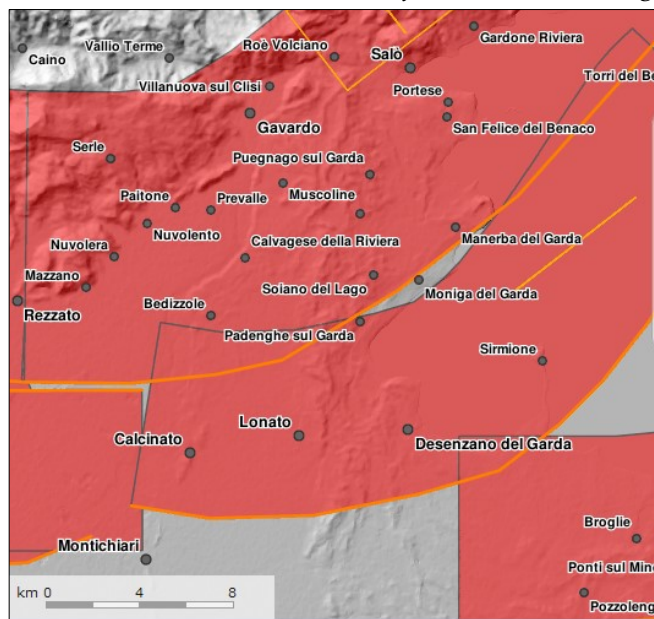 Roè Volciano
Gardone Riviera
Vallio Terme
Caino
Salò
Torri del Be
Villanuova sul Clisi
Portese
Gavardo
San Felice del Benaco
Serle
Puegnago sul Garda
Paitone
Prevalle
Muscoline
Nuvolento
Manerba del Garda
Nuvolera
Calvagese della Riviera
Mazzano
Soiano del Lago
Moniga del Garda
Rezzato
Bedizzole
Padenghe sul Garda
Sirmione
Calcinato
Lonato
Desenzano del Garda
Broglie
Montichiari
Ponti sul Minc
km 0 4 8
Pozzoleng